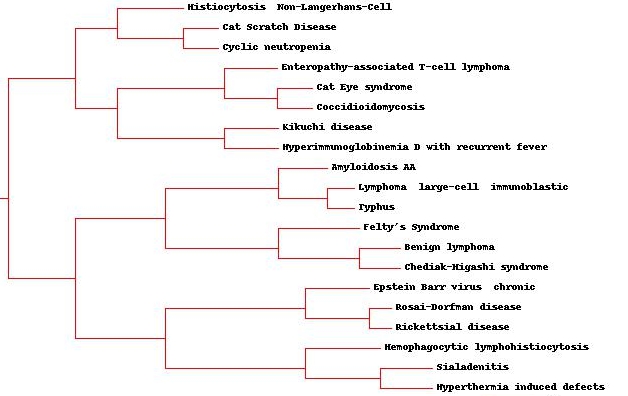 Histiocytosis Non-Langerhans-Cell
Cat Scratch Disease
Cyclic neutropenia
Enteropathy-associated T-cell lymphoma
Cat Eye syndrome
Coccidioidomycosis
Kikuchi disease
Hyperimmunoglobinemia D with recurrent fever
Amyloidosis AA
Lymphoma large-cell immunoblastic
Typhus
Felty's Syndrome
Benign lymphoma
Chediak-Higashi syndrome
Epstein Barr virus chronic
Rosai-Dorfman disease
Rickettsial disease
Hemophagocytic lymphohistiocytosis
Sialadenitis
Hyperthermia induced defects